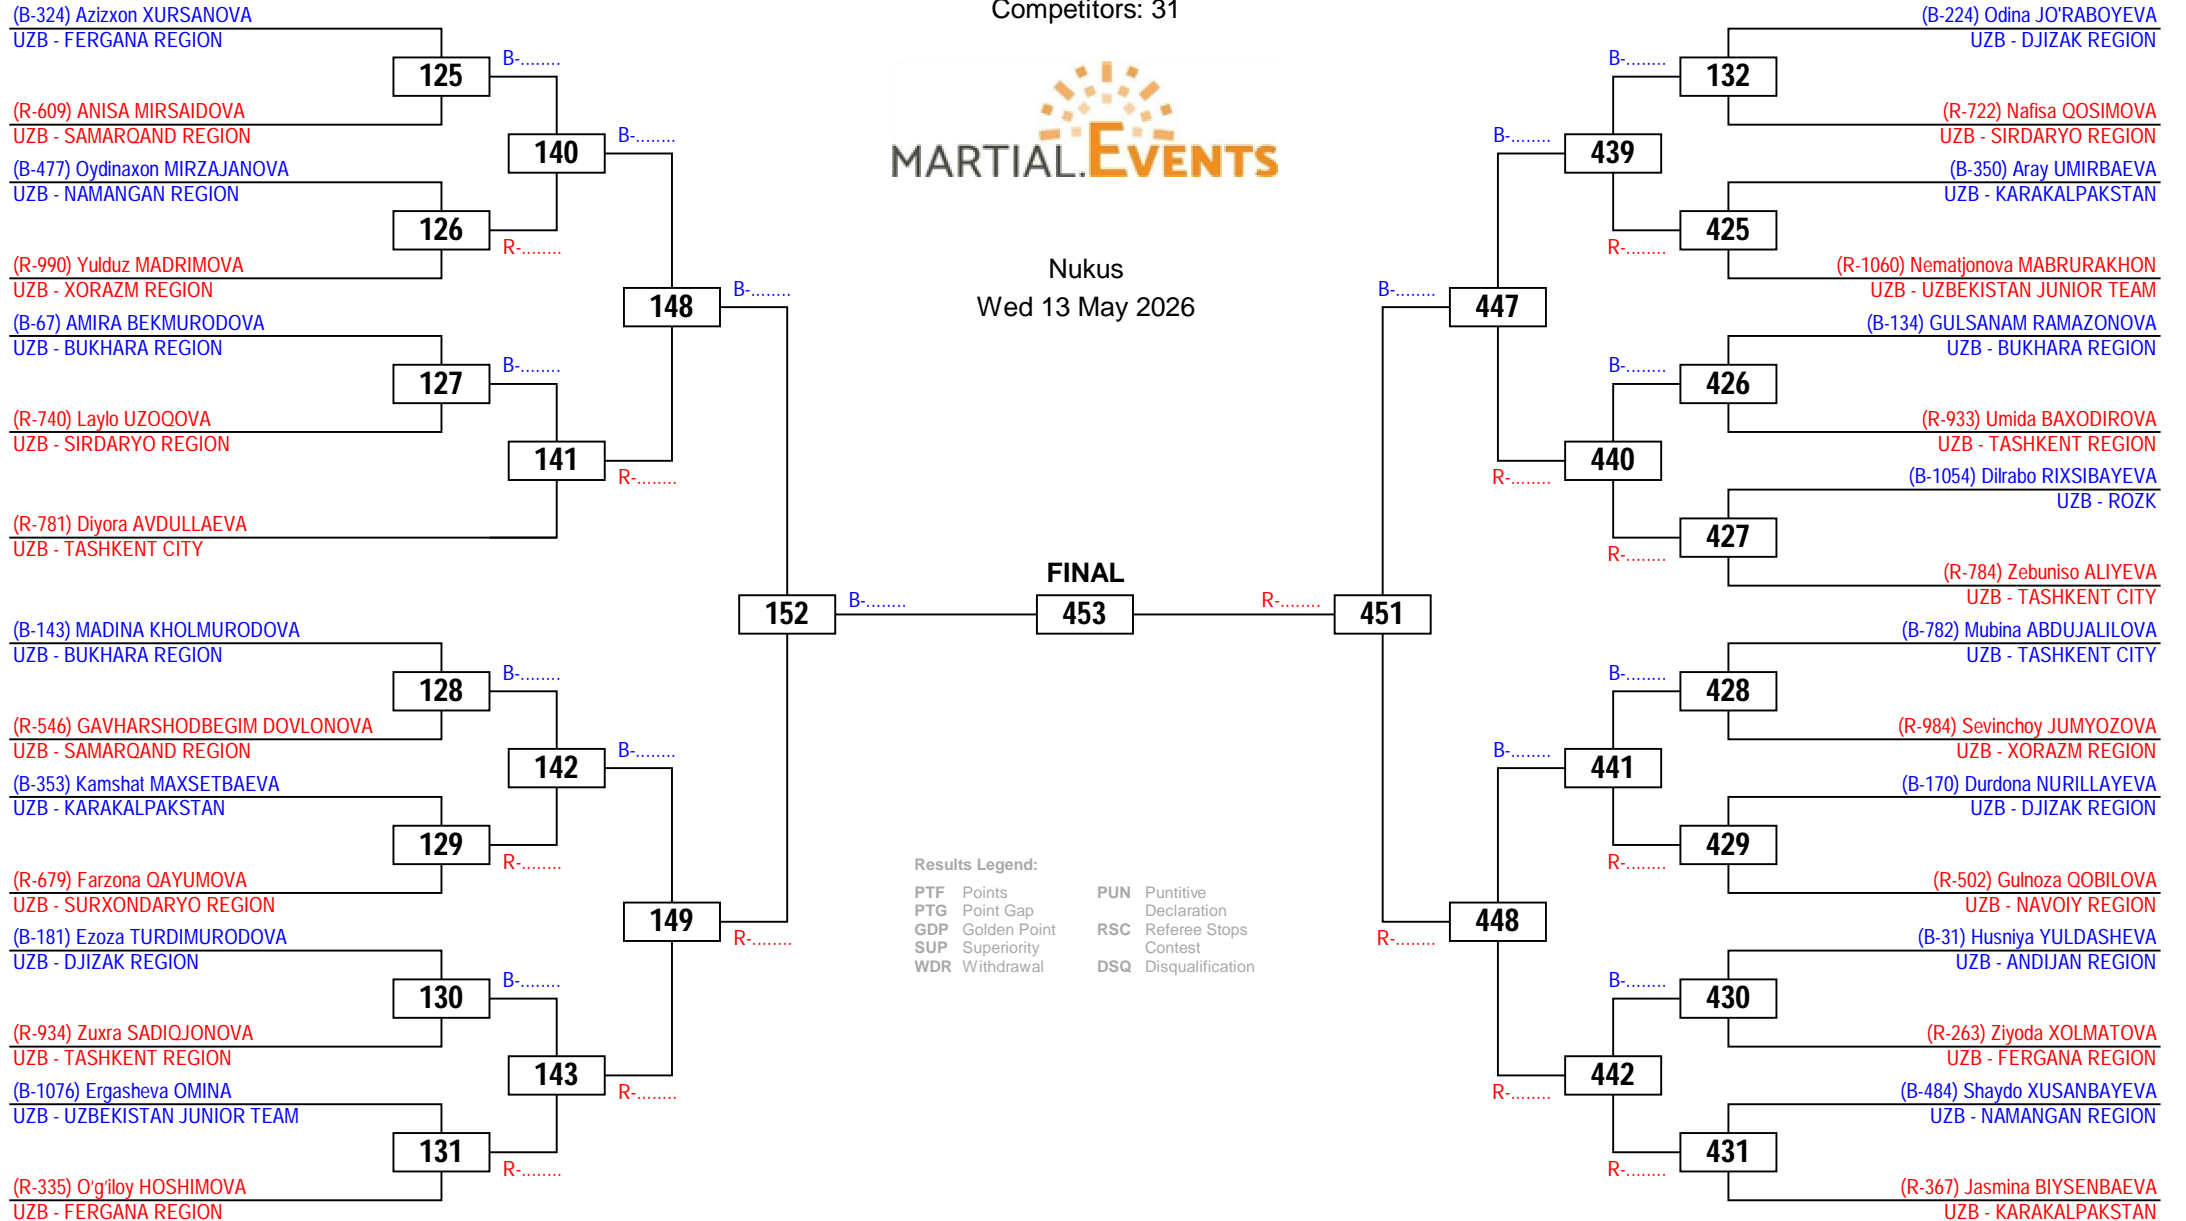 Competitors: 31
MARTIAL.EVENTS
Nukus
Wed 13 May 2026
(B-324) Azizxon XURSANOVA
UZB - FERGANA REGION
125
B-........
(R-609) ANISA MIRSAIDOVA
UZB - SAMARQAND REGION
140
B-........
(B-477) Oydinaxon MIRZAJANOVA
UZB - NAMANGAN REGION
126
R-........
(R-990) Yulduz MADRIMOVA
UZB - XORAZM REGION
148
B-........
(B-67) AMIRA BEKMURODOVA
UZB - BUKHARA REGION
127
B-........
(R-740) Laylo UZOQOVA
UZB - SIRDARYO REGION
141
R-........
(R-781) Diyora AVDULLAEVA
UZB - TASHKENT CITY
152
B-........
(B-143) MADINA KHOLMURODOVA
UZB - BUKHARA REGION
128
B-........
(R-546) GAVHARSHODBEGIM DOVLONOVA
UZB - SAMARQAND REGION
142
B-........
(B-353) Kamshat MAXSETBAEVA
UZB - KARAKALPAKSTAN
129
R-........
(R-679) Farzona QAYUMOVA
UZB - SURXONDARYO REGION
149
R-........
(B-181) Ezoza TURDIMURODOVA
UZB - DJIZAK REGION
130
B-........
(R-934) Zuxra SADIQJONOVA
UZB - TASHKENT REGION
143
R-........
(B-1076) Ergasheva OMINA
UZB - UZBEKISTAN JUNIOR TEAM
131
R-........
(R-335) O'g'iloy HOSHIMOVA
UZB - FERGANA REGION
FINAL
453
Results Legend:
PTF Points
PTG Point Gap
GDP Golden Point
SUP Superiority
WDR Withdrawal
PUN Puntitive
Declaration
RSC Referee Stops
Contest
DSQ Disqualification
(B-224) Odina JO'RABOYEVA
UZB - DJIZAK REGION
B-........
132
(R-722) Nafisa QOSIMOVA
UZB - SIRDARYO REGION
B-........
439
(B-350) Aray UMIRBAEVA
UZB - KARAKALPAKSTAN
425
R-........
(R-1060) Nematjonova MABRURAKHON
UZB - UZBEKISTAN JUNIOR TEAM
B-........
447
(B-134) GULSANAM RAMAZONOVA
UZB - BUKHARA REGION
B-........
426
(R-933) Umida BAXODIROVA
UZB - TASHKENT REGION
440
R-........
(B-1054) Dilrabo RIXSIBAYEVA
UZB - ROZK
427
R-........
(R-784) Zebuniso ALIYEVA
UZB - TASHKENT CITY
R-........
451
(B-782) Mubina ABDUJALILOVA
UZB - TASHKENT CITY
B-........
428
(R-984) Sevinchoy JUMYOZOVA
UZB - XORAZM REGION
B-........
441
(B-170) Durdona NURILLAYEVA
UZB - DJIZAK REGION
429
R-........
(R-502) Gulnoza QOBILOVA
UZB - NAVOIY REGION
448
R-........
(B-31) Husniya YULDASHEVA
UZB - ANDIJAN REGION
B-........
430
(R-263) Ziyoda XOLMATOVA
UZB - FERGANA REGION
442
R-........
(B-484) Shaydo XUSANBAYEVA
UZB - NAMANGAN REGION
431
R-........
(R-367) Jasmina BIYSENBAEVA
UZB - KARAKALPAKSTAN